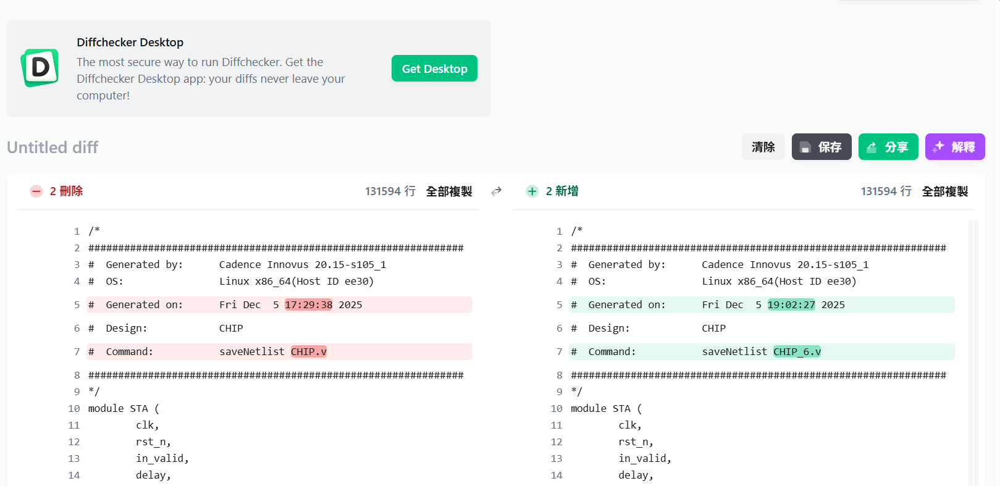 Diffchecker Desktop
The most secure way to run Diffchecker. Get the
Diffchecker Desktop app: your diffs never leave your
computer!
D
Get Desktop
Untitled diff
清除
保存
分享
解釋
2 刪除
131594 行 全部複製
2 新增
131594 行 全部複製
1 /*
2 ###############################################################
3 #  Generated by:      Cadence Innovus 20.15-s105_1
4 #  OS:                Linux x86_64(Host ID ee30)
5 #  Generated on:      Fri Dec  5 17:29:38 2025
6 #  Design:            CHIP
7 #  Command:           saveNetlist CHIP.v
8 ###############################################################
9 */
10 module STA (
11         clk,
12         rst_n,
13         in_valid,
14         delay,
1 /*
2 ###############################################################
3 #  Generated by:      Cadence Innovus 20.15-s105_1
4 #  OS:                Linux x86_64(Host ID ee30)
5 #  Generated on:      Fri Dec  5 19:02:27 2025
6 #  Design:            CHIP
7 #  Command:           saveNetlist CHIP_6.v
8 ###############################################################
9 */
10 module STA (
11         clk,
12         rst_n,
13         in_valid,
14         delay,